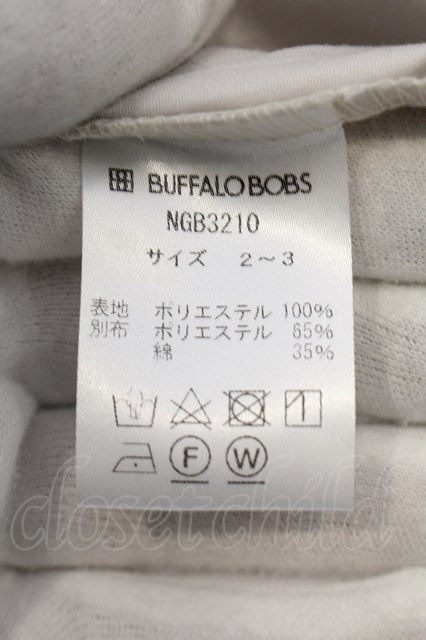 BUFFALO BOBS
NGB3210
サイズ 2～3
表地 ポリエステル 100%
別布 ポリエステル 65%
綿 35%
F W
closet child